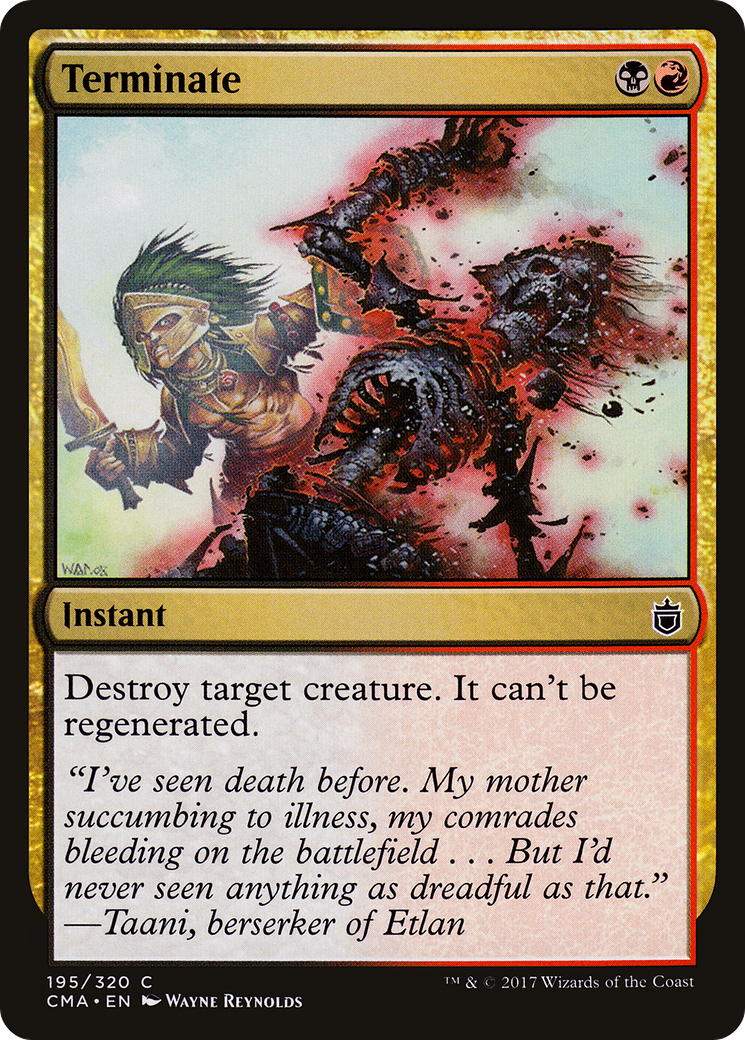 Terminate
WAR.08
Instant
Destroy target creature. It can't be
regenerated.
“I've seen death before. My mother
succumbing to illness, my comrades
bleeding on the battlefield . . . But I'd
never seen anything as dreadful as that.”
—Taani, berserker of Etlan
195/320 C
™ & © 2017 Wizards of the Coast
CMA • EN Wayne Reynolds